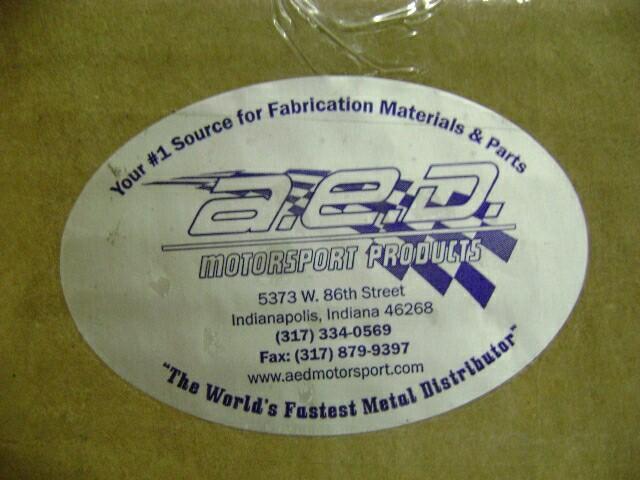 Your #1 Source for Fabrication Materials & Parts
a.e.D.
MOTORSPORT PRODUCTS
5373 W. 86th Street
Indianapolis, Indiana 46268
(317) 334-0569
Fax: (317) 879-9397
www.aedmotorsport.com
"The World's Fastest Metal Distributor"